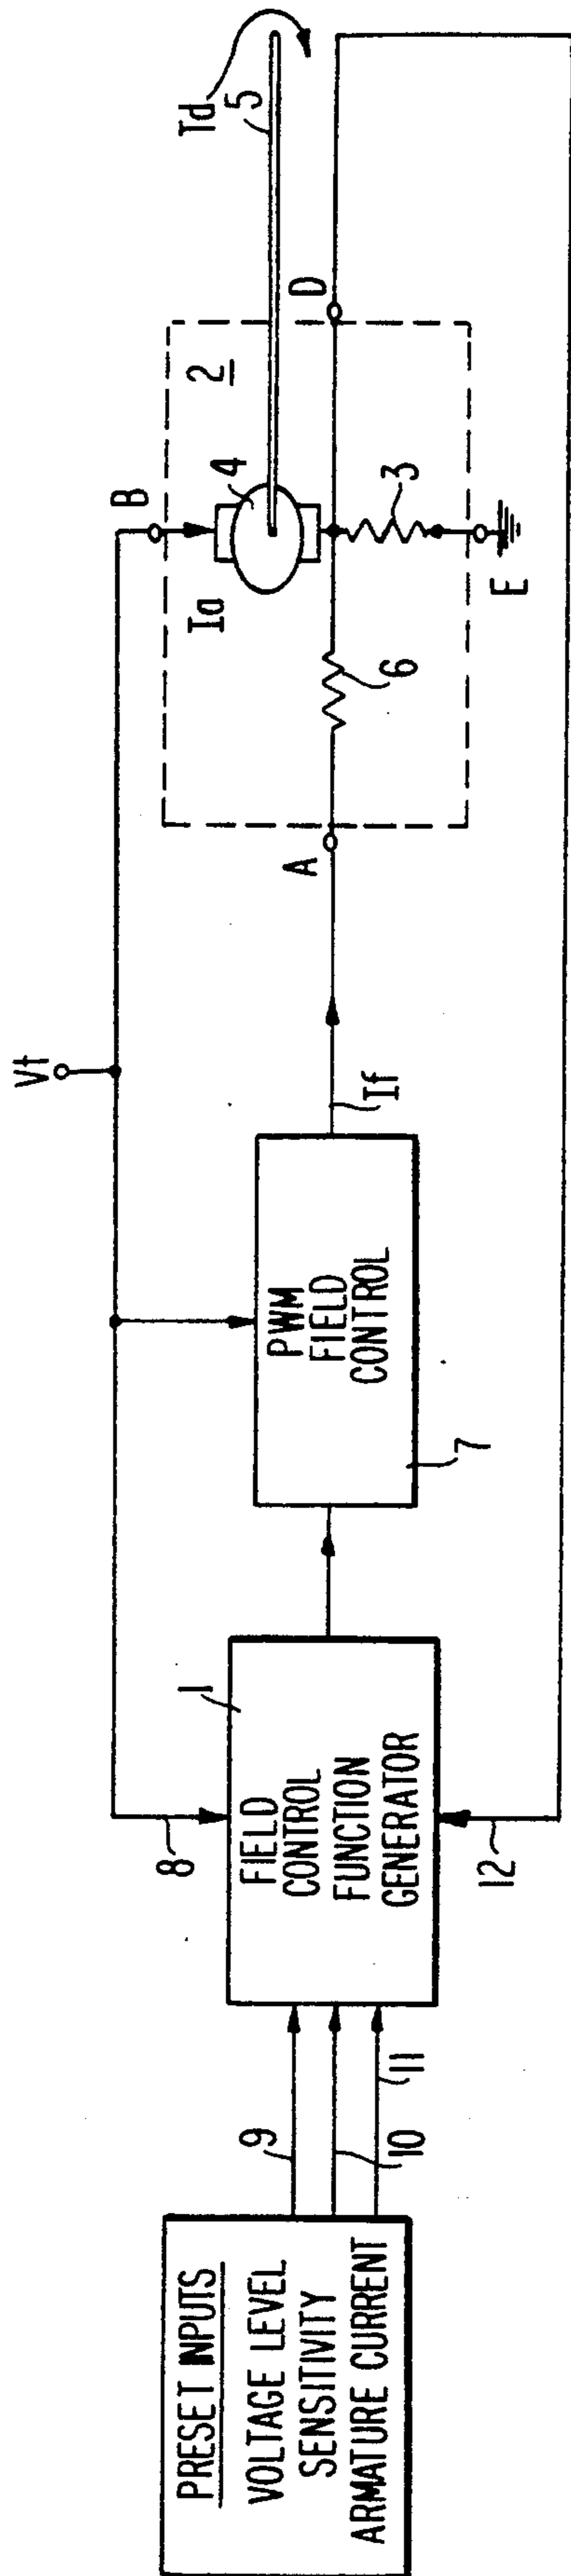 PRESET INPUTS
VOLTAGE LEVEL
SENSITIVITY
ARMATURE CURRENT
9
10
11
8
1
FIELD
CONTROL
FUNCTION
GENERATOR
12
PWM
FIELD
CONTROL
7
If
Vt
A
B
Ia
4
2
6
3
E
D
5
Td